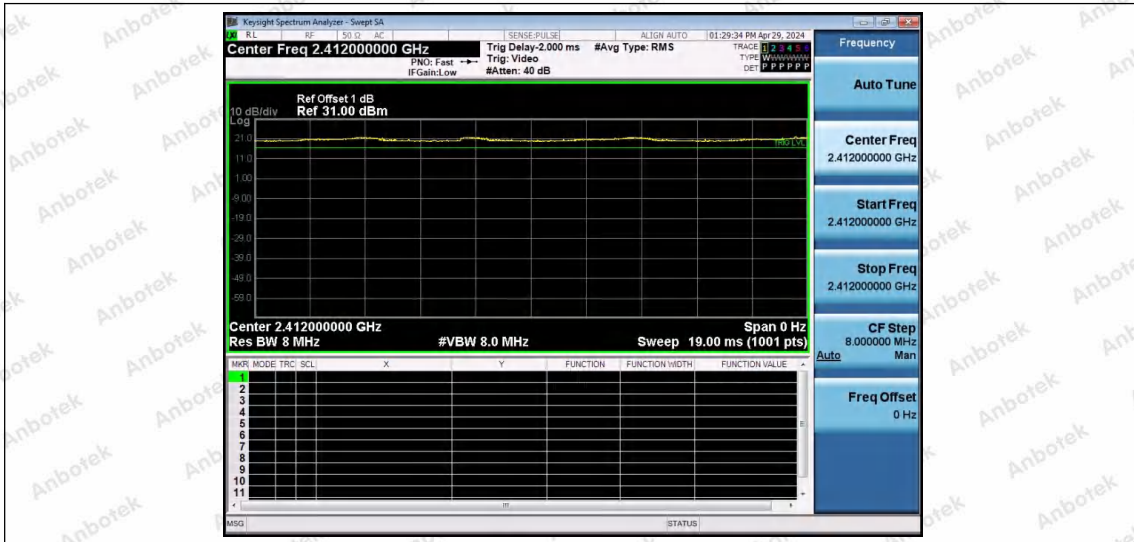 Keysight Spectrum Analyzer - Swept SA
RL RF 50 Ω AC SENSE:PULSE ALIGN AUTO 01:29:34 PM Apr 29, 2024
Center Freq 2.412000000 GHz
PNO: Fast
IFGain:Low
Trig Delay-2.000 ms
Trig: Video
#Atten: 40 dB
#Avg Type: RMS
TRACE 1 2 3 4 5 6
TYPE WWWWWW
DET P P P P P P
Ref Offset 1 dB
10 dB/div Ref 31.00 dBm
Log
21.0
11.0
1.00
-9.00
-19.0
-29.0
-39.0
-49.0
-59.0
TRIG LVL
Center 2.412000000 GHz Span 0 Hz
Res BW 8 MHz #VBW 8.0 MHz Sweep 19.00 ms (1001 pts)
MKR MODE TRC SCL X Y FUNCTION FUNCTION WIDTH FUNCTION VALUE
1
2
3
4
5
6
7
8
9
10
11
MSG STATUS
Frequency
Auto Tune
Center Freq
2.412000000 GHz
Start Freq
2.412000000 GHz
Stop Freq
2.412000000 GHz
CF Step
8.000000 MHz
Auto Man
Freq Offset
0 Hz
Anbotek